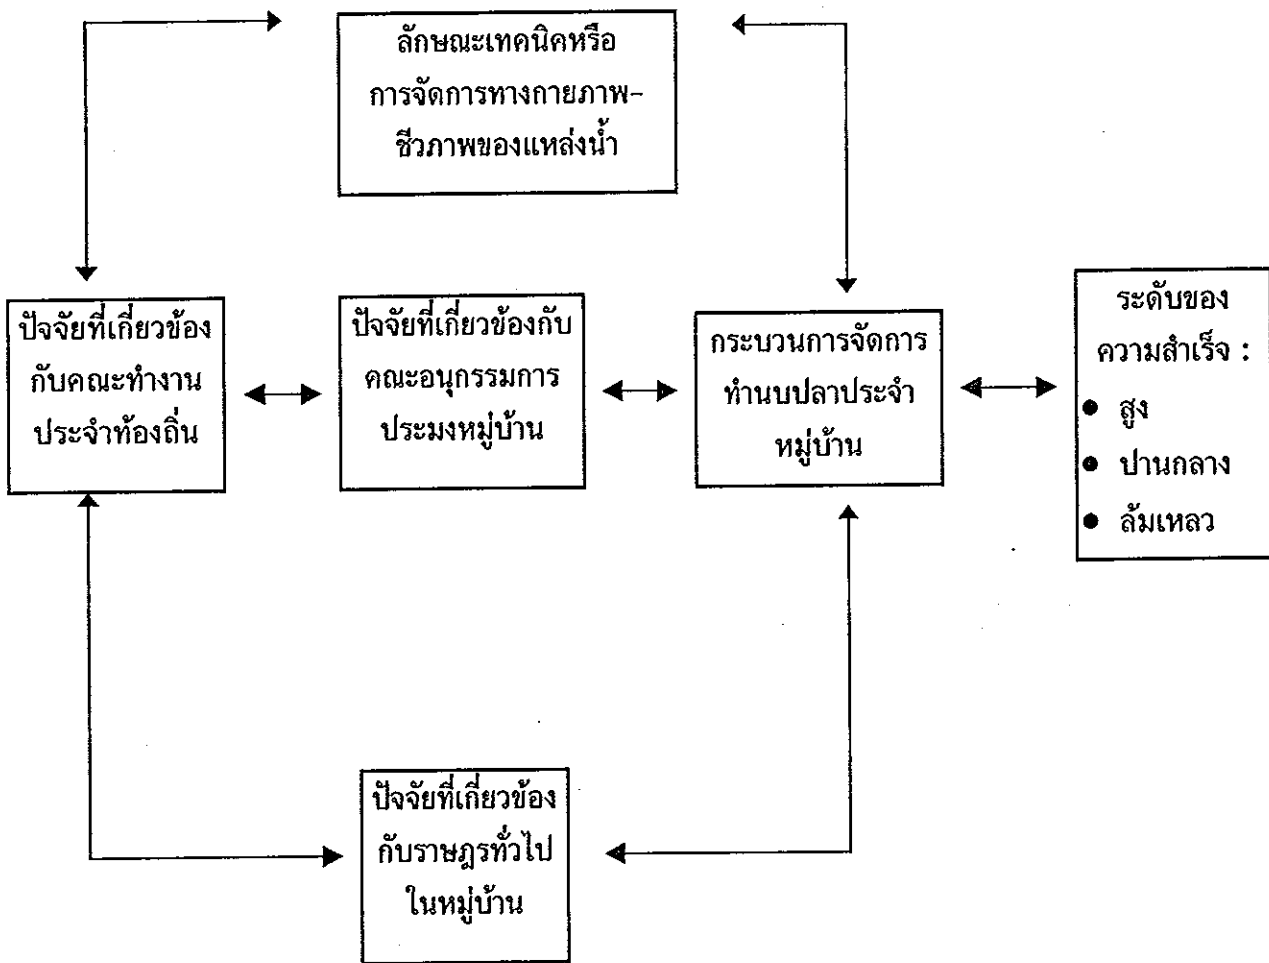 ลักษณะเทคนิคหรือ
การจัดการทางกายภาพ-
ชีวภาพของแหล่งน้ำ
ปัจจัยที่เกี่ยวข้อง
กับคณะทำงาน
ประจำท้องถิ่น
ปัจจัยที่เกี่ยวข้องกับ
คณะอนุกรรมการ
ประมงหมู่บ้าน
กระบวนการจัดการ
ทำนบปลาประจำ
หมู่บ้าน
ระดับของ
ความสำเร็จ :
● สูง
● ปานกลาง
● ล้มเหลว
ปัจจัยที่เกี่ยวข้อง
กับราษฎรทั่วไป
ในหมู่บ้าน